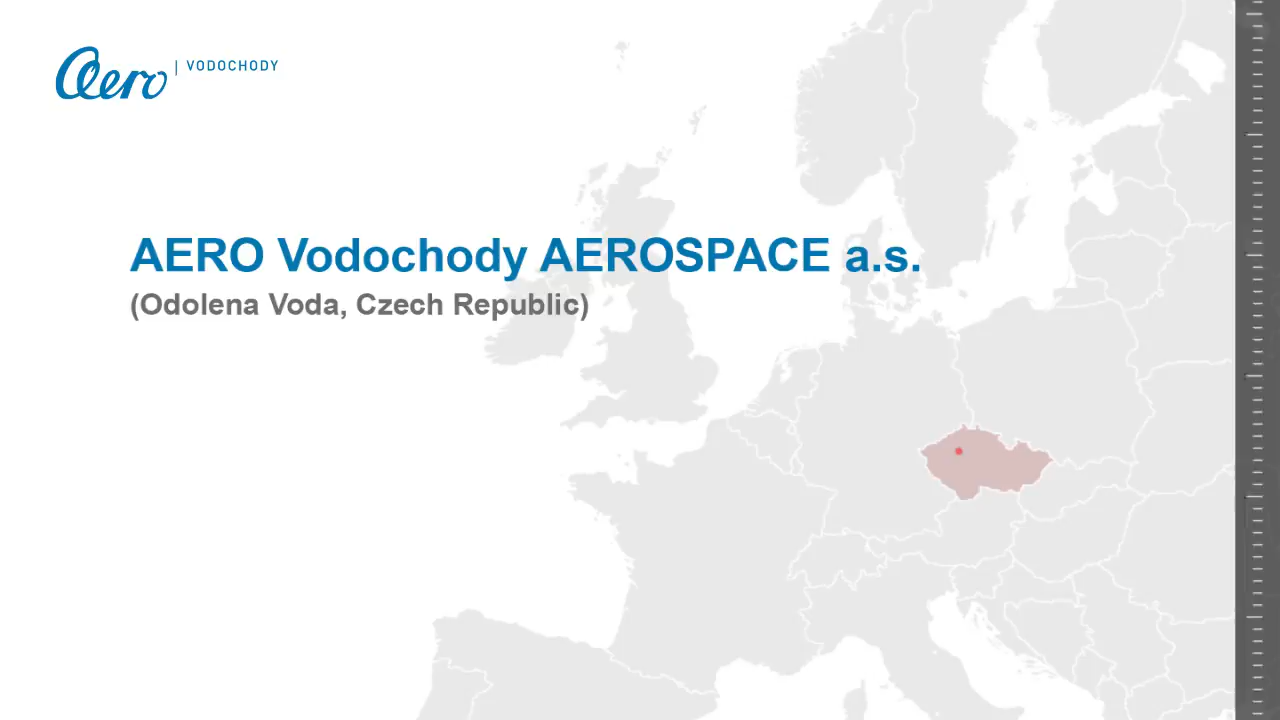 Aero | VODOCHODY
AERO Vodochody AEROSPACE a.s.
(Odolena Voda, Czech Republic)